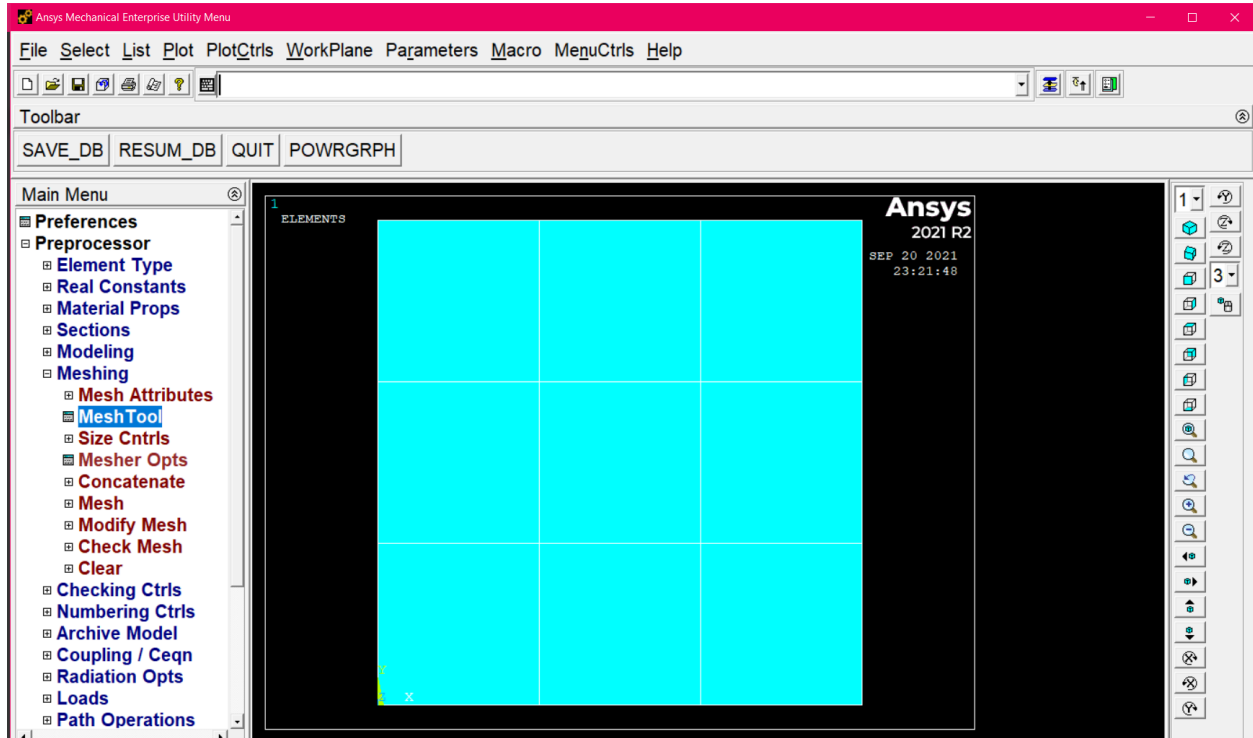 Ansys Mechanical Enterprise Utility Menu
File Select List Plot PlotCtrls WorkPlane Parameters Macro MenuCtrls Help
Toolbar
SAVE_DB RESUM_DB QUIT POWRGRPH
Main Menu
Preferences
Preprocessor
Element Type
Real Constants
Material Props
Sections
Modeling
Meshing
Mesh Attributes
MeshTool
Size Cntrls
Mesher Opts
Concatenate
Mesh
Modify Mesh
Check Mesh
Clear
Checking Ctrls
Numbering Ctrls
Archive Model
Coupling / Ceqn
Radiation Opts
Loads
Path Operations
1
ELEMENTS
Ansys
2021 R2
SEP 20 2021
23:21:48
Y
Z X
1
3